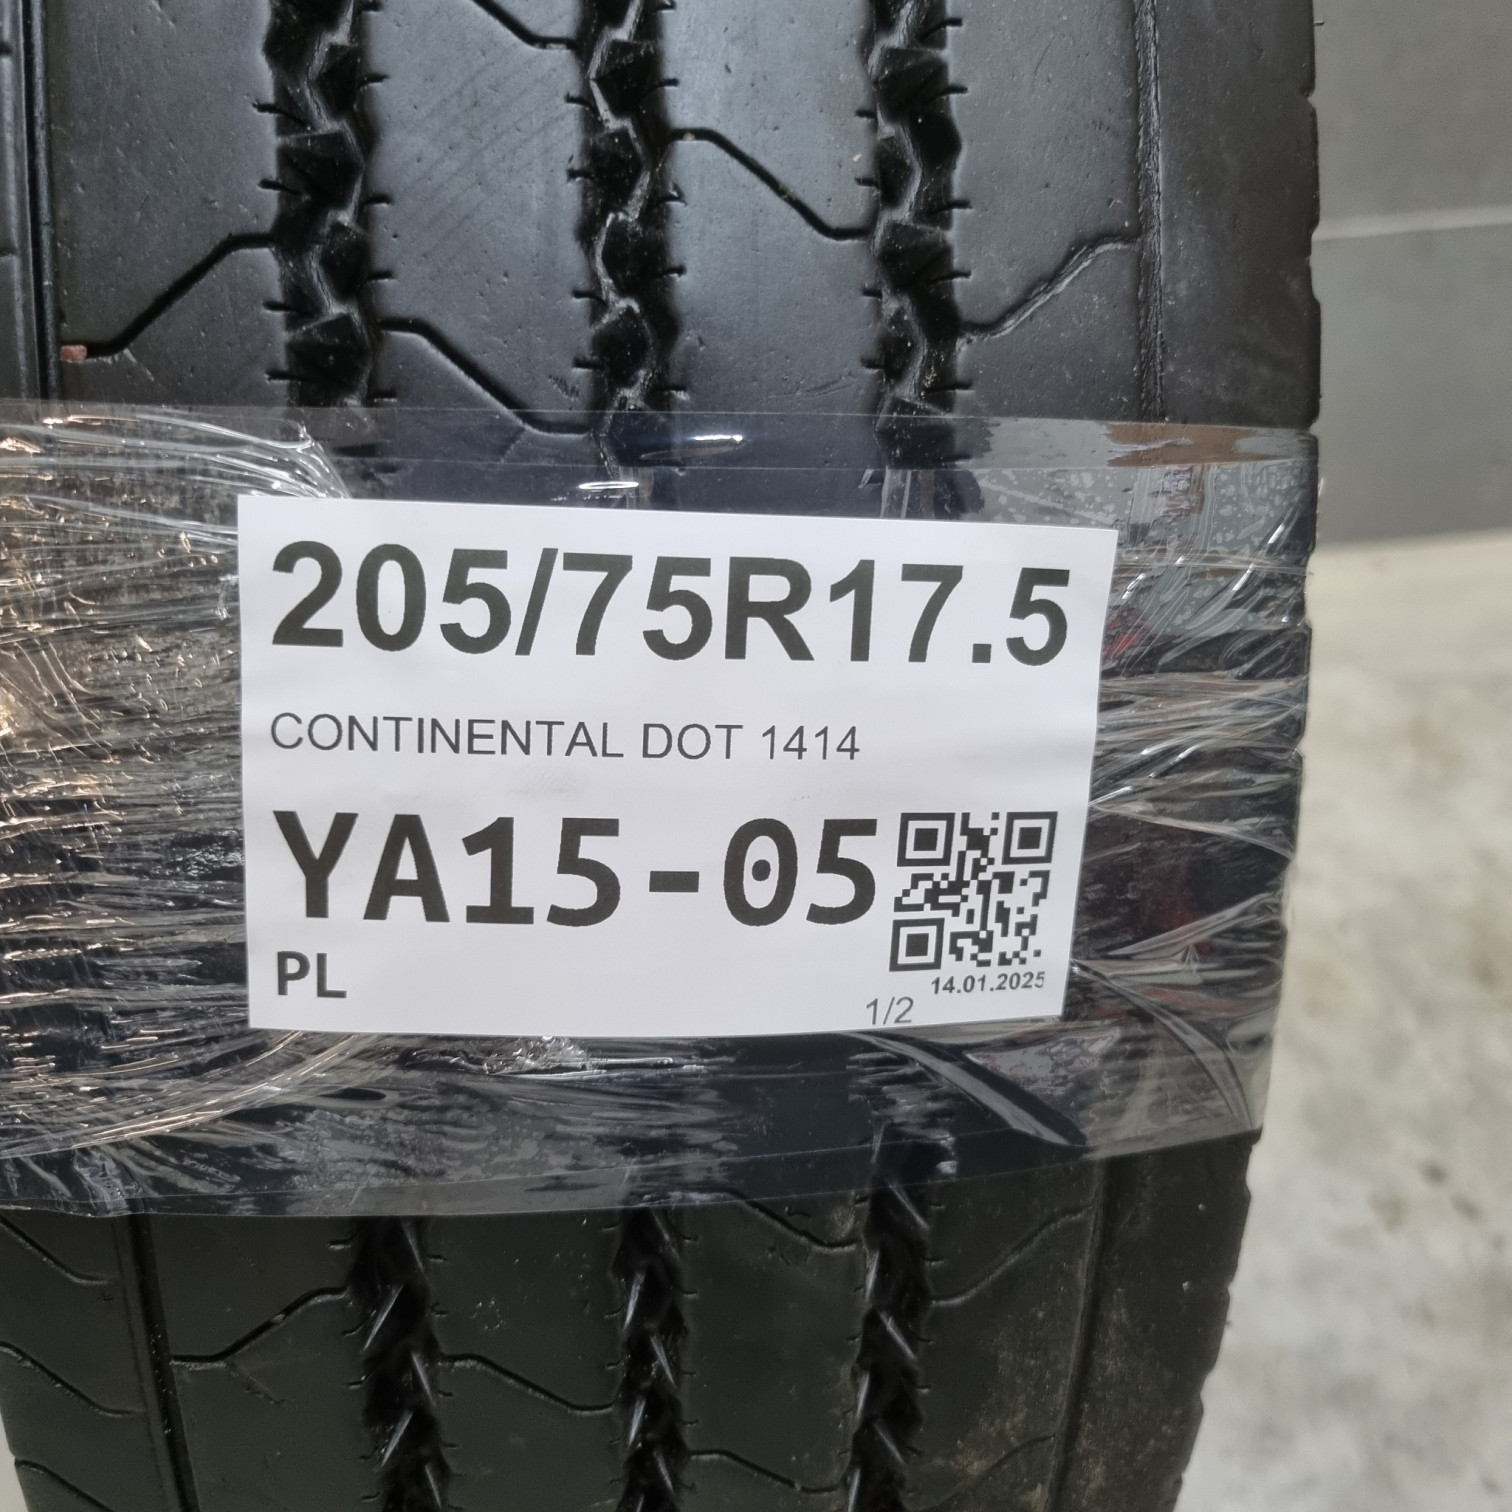 205/75R17.5
CONTINENTAL DOT 1414
YA15-05
PL
14.01.2025
1/2